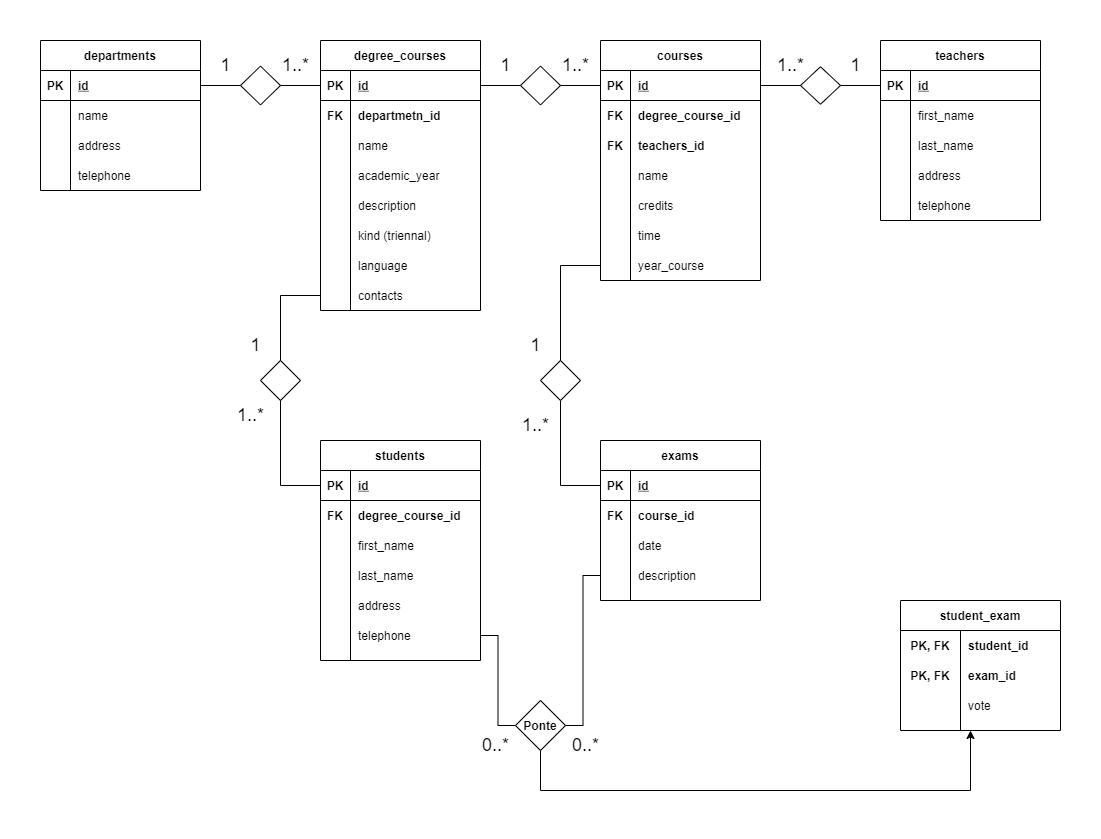 departments
PK id
name
address
telephone
1 1..*
degree_courses
PK id
FK departmetn_id
name
academic_year
description
kind (triennal)
language
contacts
1 1..*
courses
PK id
FK degree_course_id
FK teachers_id
name
credits
time
year_course
1..* 1
teachers
PK id
first_name
last_name
address
telephone
1
1..*
1
1..*
students
PK id
FK degree_course_id
first_name
last_name
address
telephone
exams
PK id
FK course_id
date
description
student_exam
PK, FK student_id
PK, FK exam_id
vote
Ponte
0..* 0..*